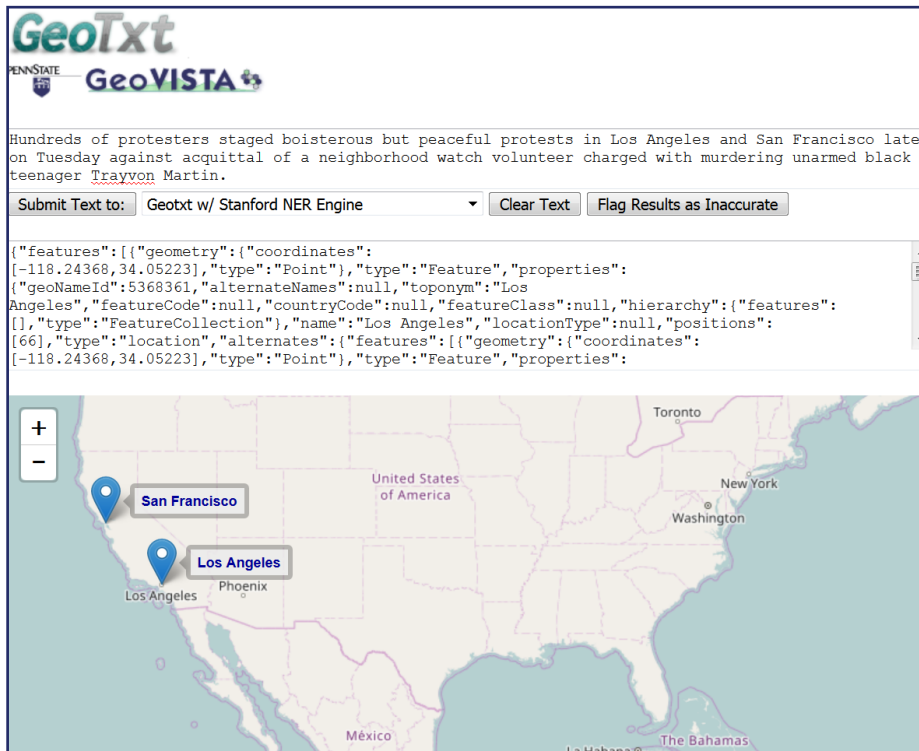 GeoTxt
PENNSTATE
GeoVISTA
Hundreds of protesters staged boisterous but peaceful protests in Los Angeles and San Francisco late
on Tuesday against acquittal of a neighborhood watch volunteer charged with murdering unarmed black
teenager Trayvon Martin.
Submit Text to: Geotxt w/ Stanford NER Engine Clear Text Flag Results as Inaccurate
{"features":[{"geometry":{"coordinates":
[-118.24368,34.05223],"type":"Point"},"type":"Feature","properties":
{"geoNameId":5368361,"alternateNames":null,"toponym":"Los
Angeles","featureCode":null,"countryCode":null,"featureClass":null,"hierarchy":{"features":
[],"type":"FeatureCollection"},"name":"Los Angeles","locationType":null,"positions":
[66],"type":"location","alternates":{"features":[{"geometry":{"coordinates":
[-118.24368,34.05223],"type":"Point"},"type":"Feature","properties":
+
−
Toronto
United States
of America
New York
San Francisco
Washington
Los Angeles
Phoenix
Los Angeles
México
La Habana
The Bahamas